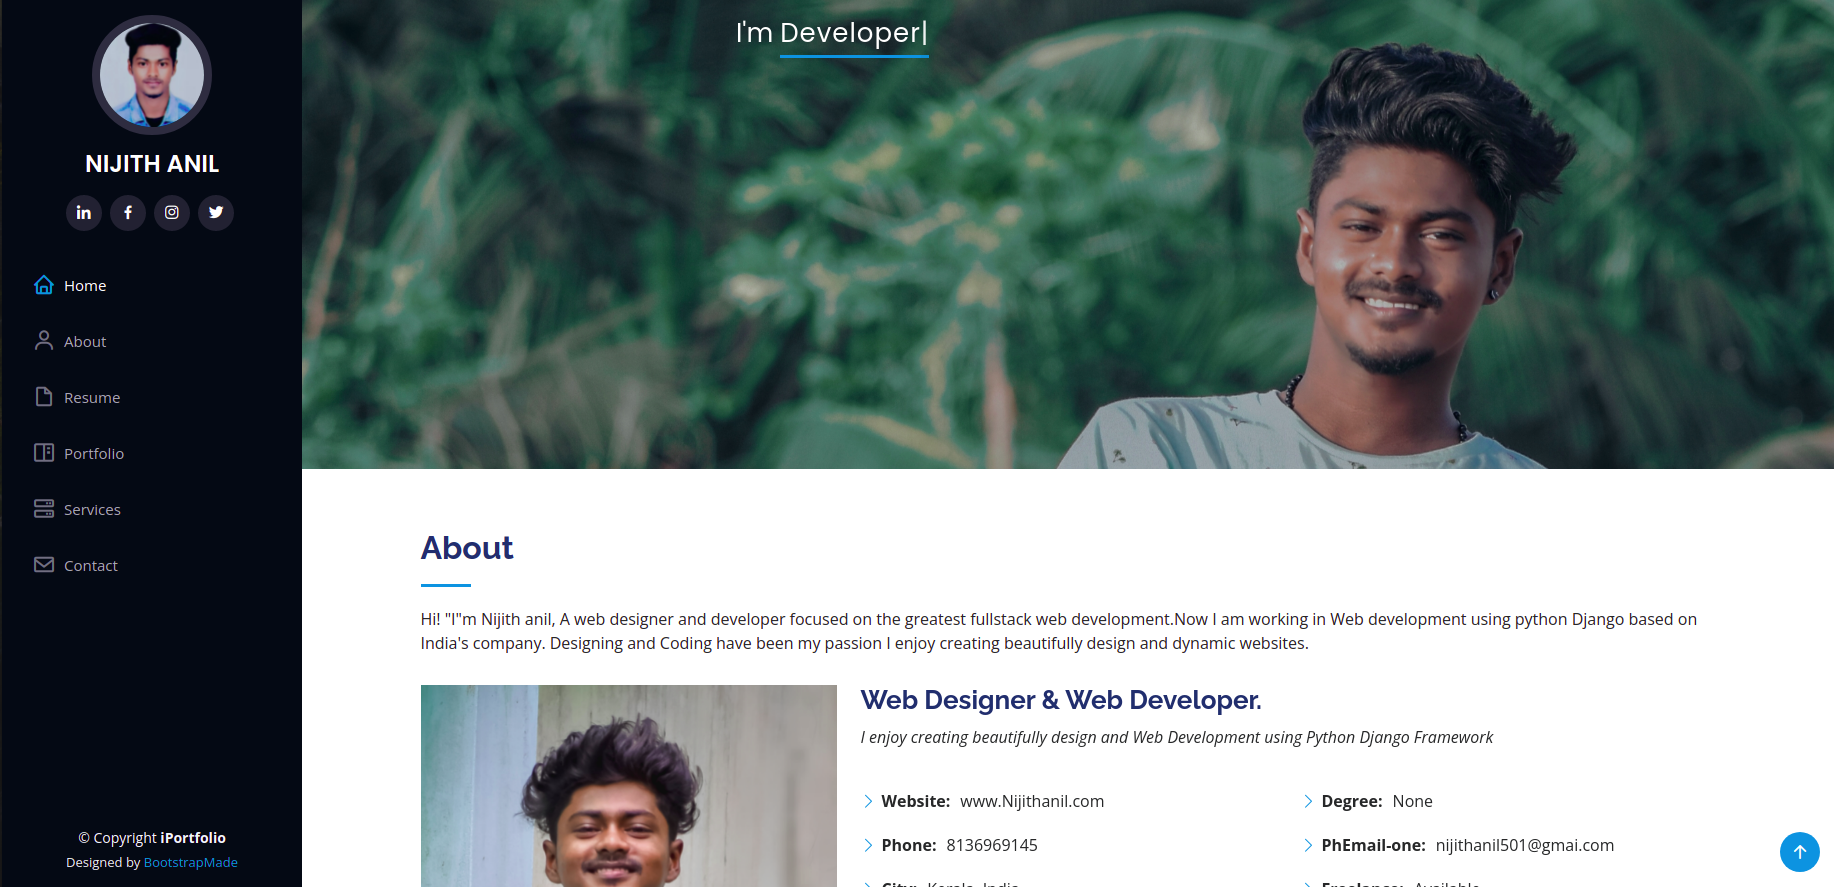 NIJITH ANIL
Home
About
Resume
Portfolio
Services
Contact
© Copyright iPortfolio
Designed by BootstrapMade
I'm Developer|
About
Hi! "I"m Nijith anil, A web designer and developer focused on the greatest fullstack web development.Now I am working in Web development using python Django based on
India's company. Designing and Coding have been my passion I enjoy creating beautifully design and dynamic websites.
Web Designer & Web Developer.
I enjoy creating beautifully design and Web Development using Python Django Framework
Website: www.Nijithanil.com
Degree: None
Phone: 8136969145
PhEmail-one: nijithanil501@gmai.com
City: Kerala, India
Freelance: Available